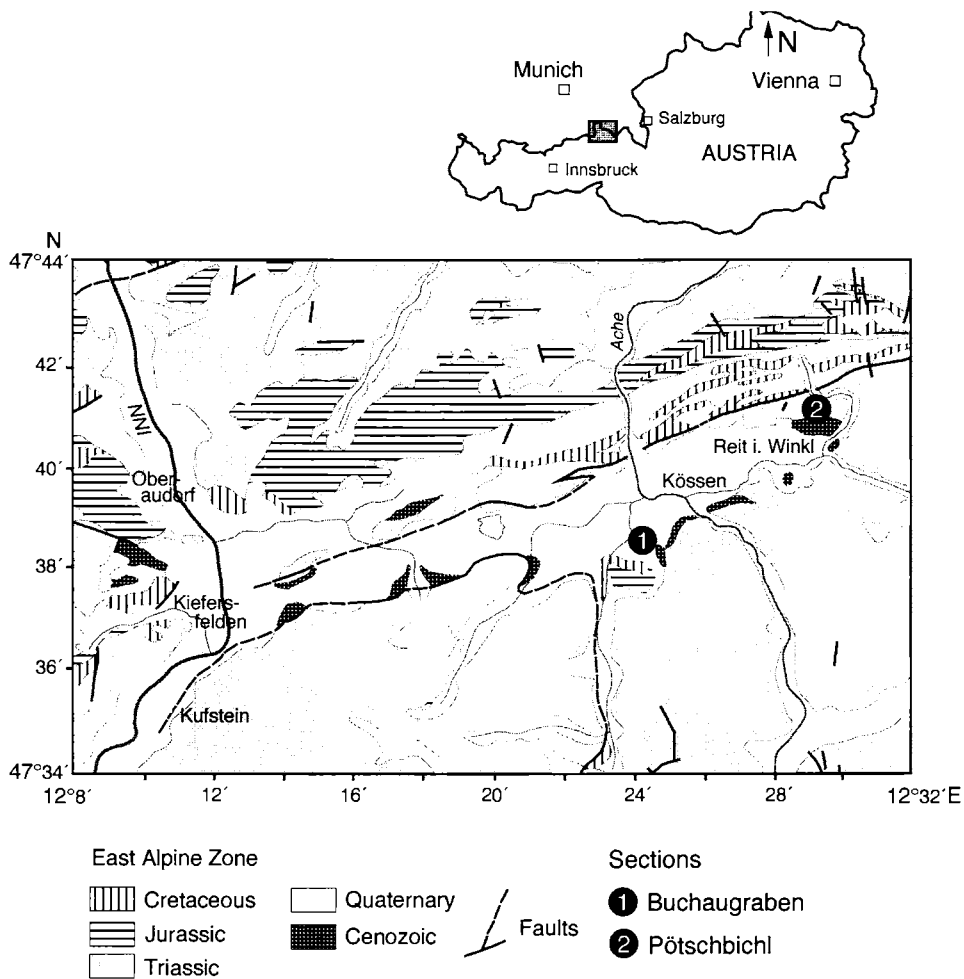 N
Munich
Vienna
Salzburg
AUSTRIA
Innsbruck
N
47°44´
42´
40´
38´
36´
47°34´
Ache
INN
2
Reit i. Winkl
Ober-
audorf
Kössen
1
Kiefers-
felden
Kufstein
12°8´
12´
16´
20´
24´
28´
12°32´E
East Alpine Zone
Cretaceous
Jurassic
Triassic
Quaternary
Cenozoic
Faults
Sections
1 Buchaugraben
2 Pötschbichl